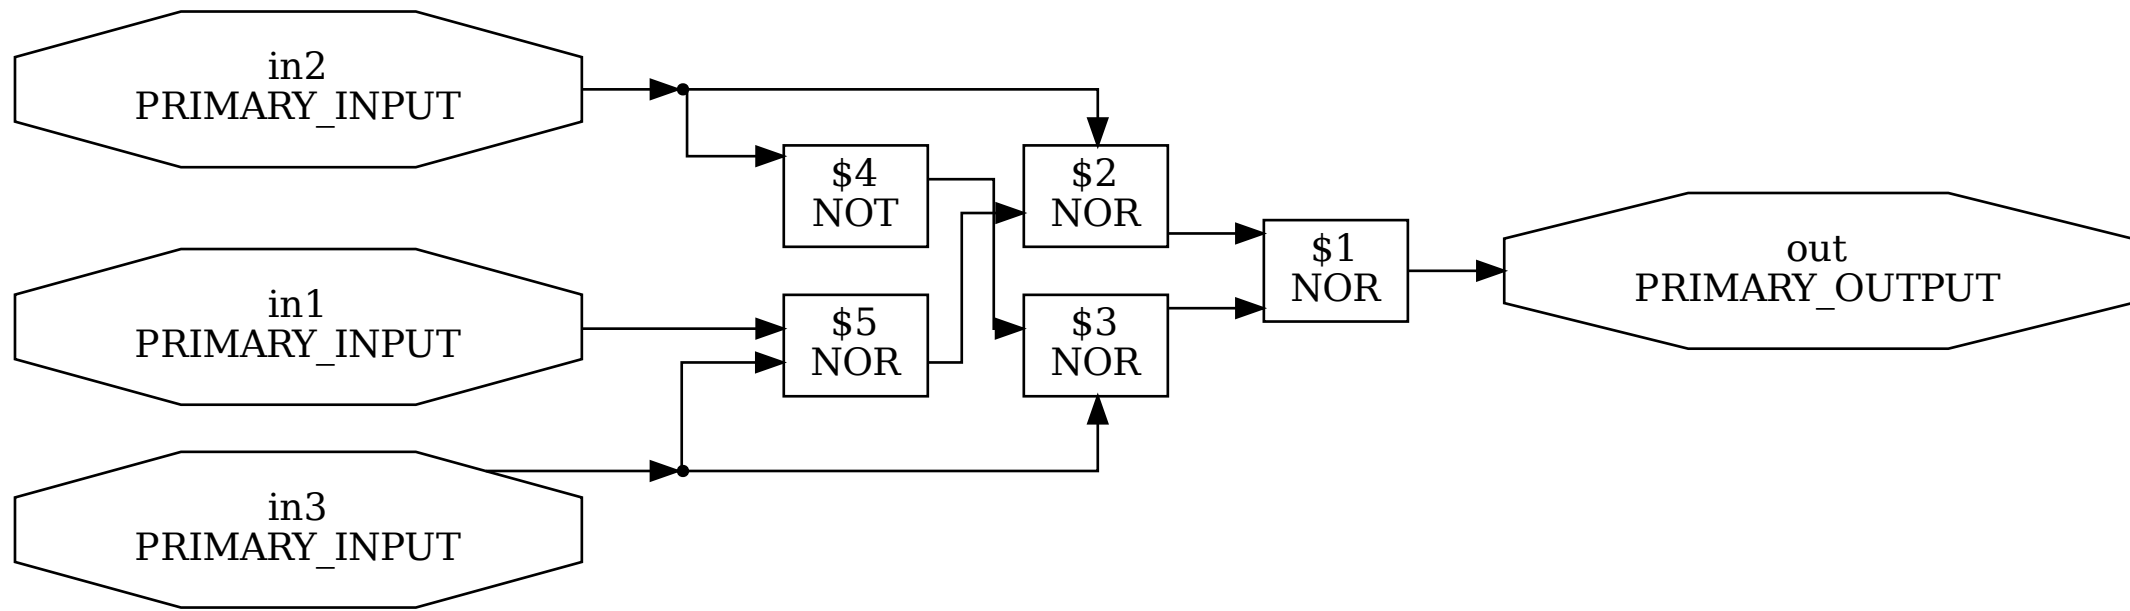 in2
PRIMARY_INPUT
$4
NOT
$2
NOR
$1
NOR
out
PRIMARY_OUTPUT
in1
PRIMARY_INPUT
$5
NOR
$3
NOR
in3
PRIMARY_INPUT